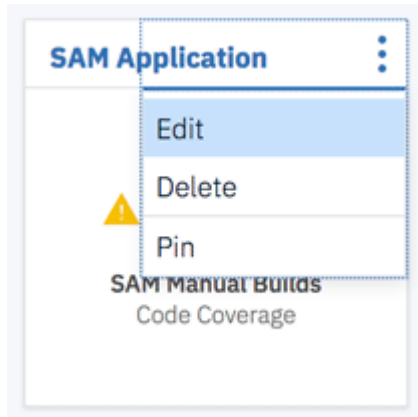 SAM Application
Edit
Delete
Pin
SAM Manual Builds
Code Coverage